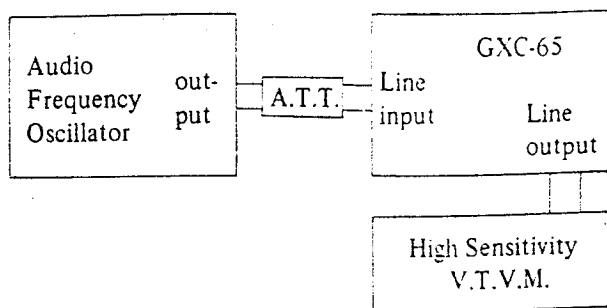 Audio
Frequency
Oscillator
out-
put
A.T.T.
GXC-65
Line
input
Line
output
High Sensitivity
V.T.V.M.